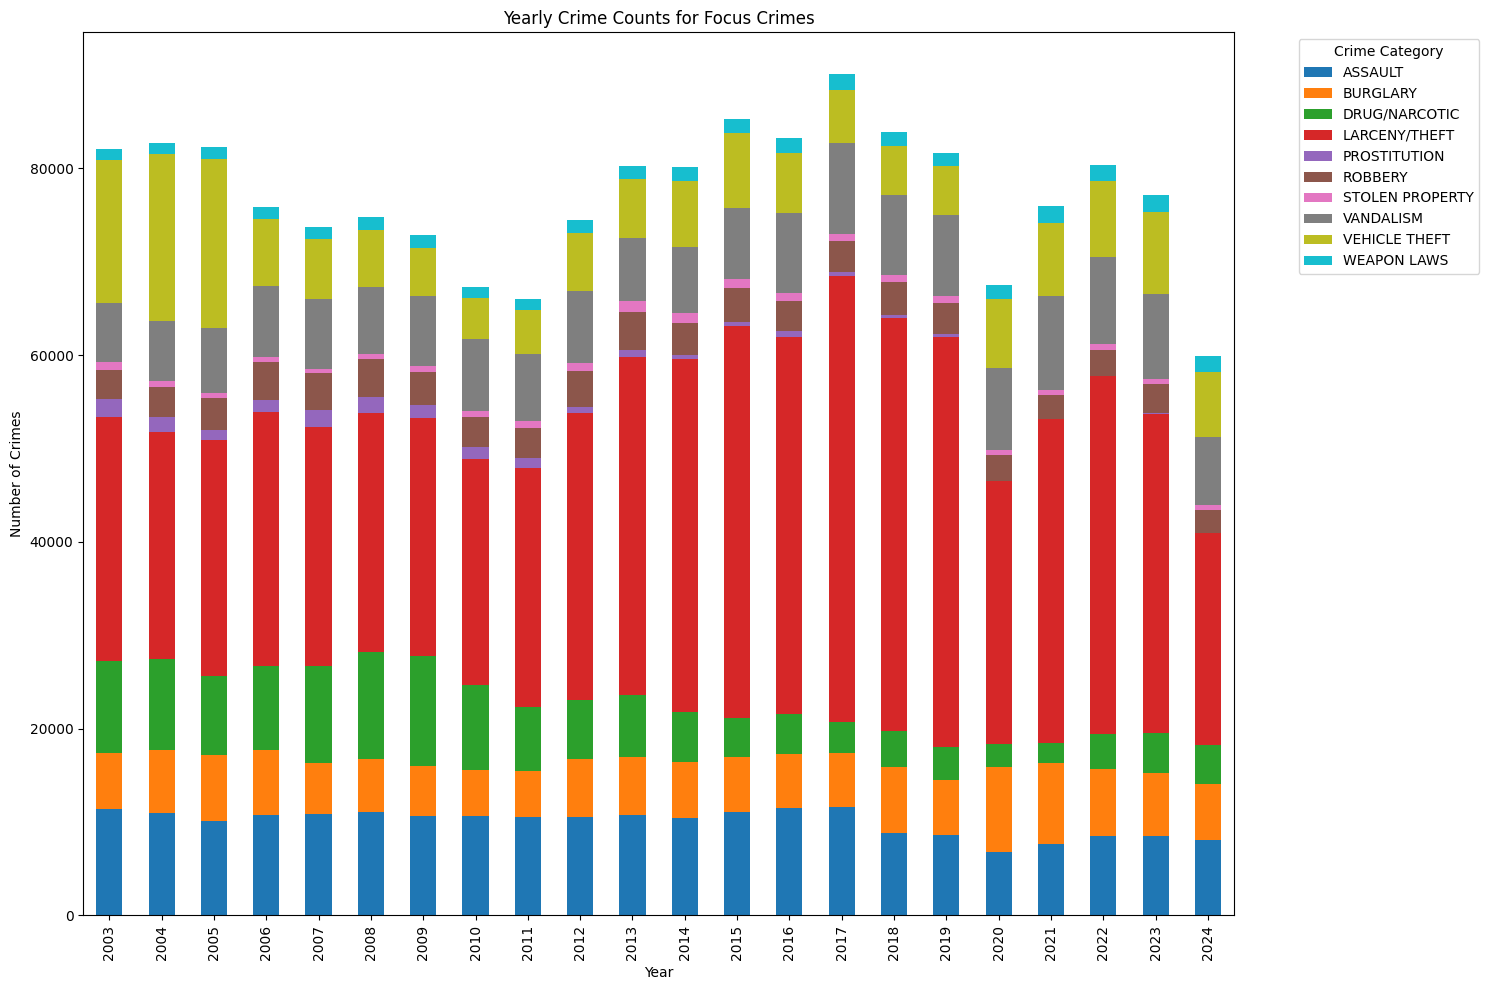 Yearly Crime Counts for Focus Crimes
Number of Crimes
80000
60000
40000
20000
0
2003
2004
2005
2006
2007
2008
2009
2010
2011
2012
2013
2014
2015
2016
2017
2018
2019
2020
2021
2022
2023
2024
Year
Crime Category
ASSAULT
BURGLARY
DRUG/NARCOTIC
LARCENY/THEFT
PROSTITUTION
ROBBERY
STOLEN PROPERTY
VANDALISM
VEHICLE THEFT
WEAPON LAWS